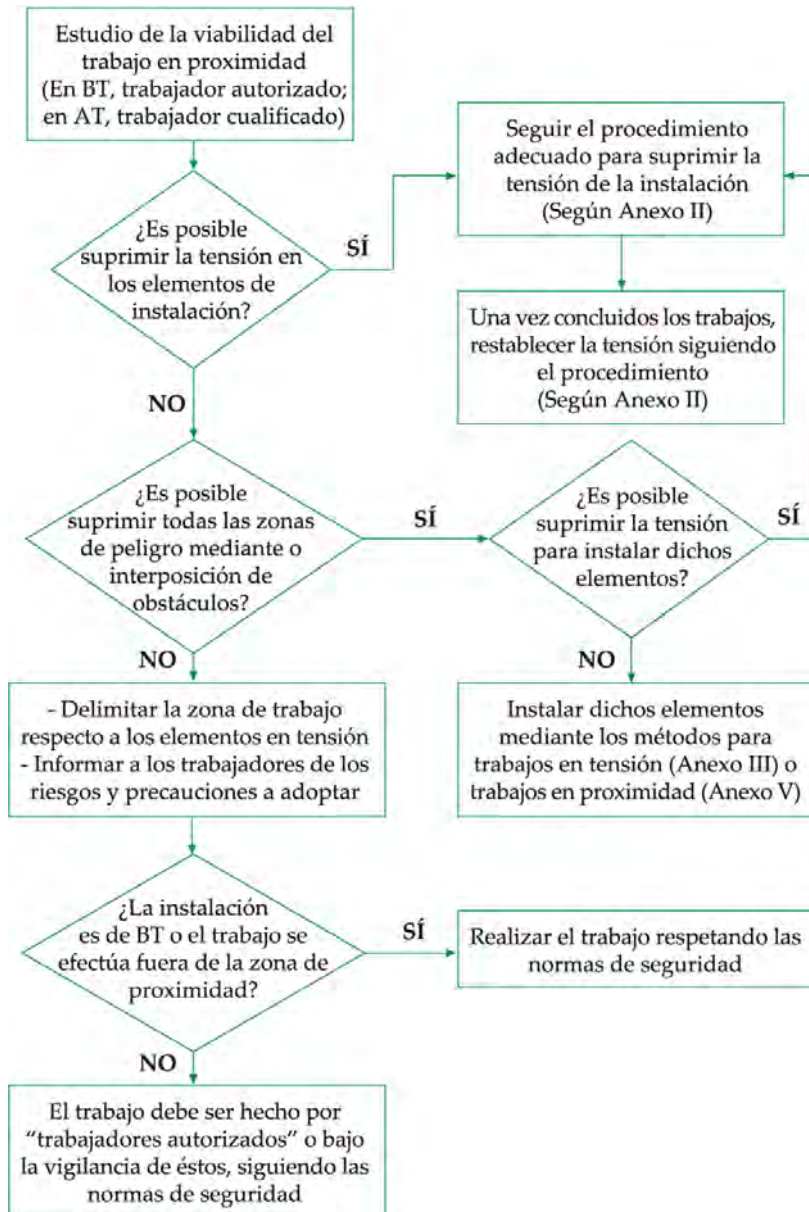 Estudio de la viabilidad del
trabajo en proximidad
(En BT, trabajador autorizado;
en AT, trabajador cualificado)
Seguir el procedimiento
adecuado para suprimir la
tensión de la instalación
(Según Anexo II)
¿Es posible
suprimir la tensión en
los elementos de
instalación?
SÍ
Una vez concluidos los trabajos,
restablecer la tensión siguiendo
el procedimiento
(Según Anexo II)
NO
¿Es posible
suprimir todas las zonas
de peligro mediante o
interposición de
obstáculos?
SÍ
¿Es posible
suprimir la tensión
para instalar dichos
elementos?
SÍ
NO
NO
- Delimitar la zona de trabajo
respecto a los elementos en tensión
- Informar a los trabajadores de los
riesgos y precauciones a adoptar
Instalar dichos elementos
mediante los métodos para
trabajos en tensión (Anexo III) o
trabajos en proximidad (Anexo V)
¿La instalación
es de BT o el trabajo se
efectúa fuera de la zona de
proximidad?
SÍ
Realizar el trabajo respetando las
normas de seguridad
NO
El trabajo debe ser hecho por
“trabajadores autorizados” o bajo
la vigilancia de éstos, siguiendo las
normas de seguridad